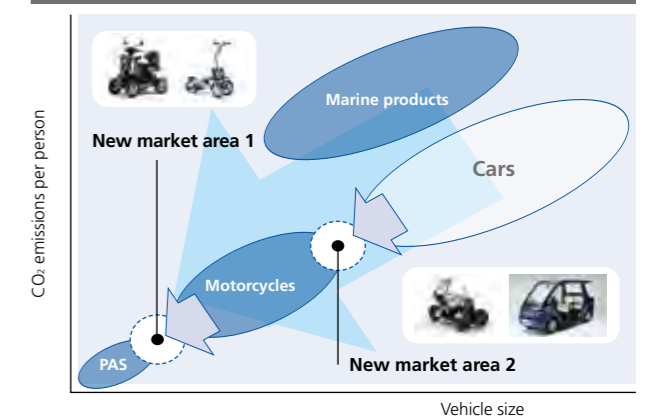 Marine products
New market area 1
Cars
CO₂ emissions per person
Motorcycles
New market area 2
PAS
Vehicle size